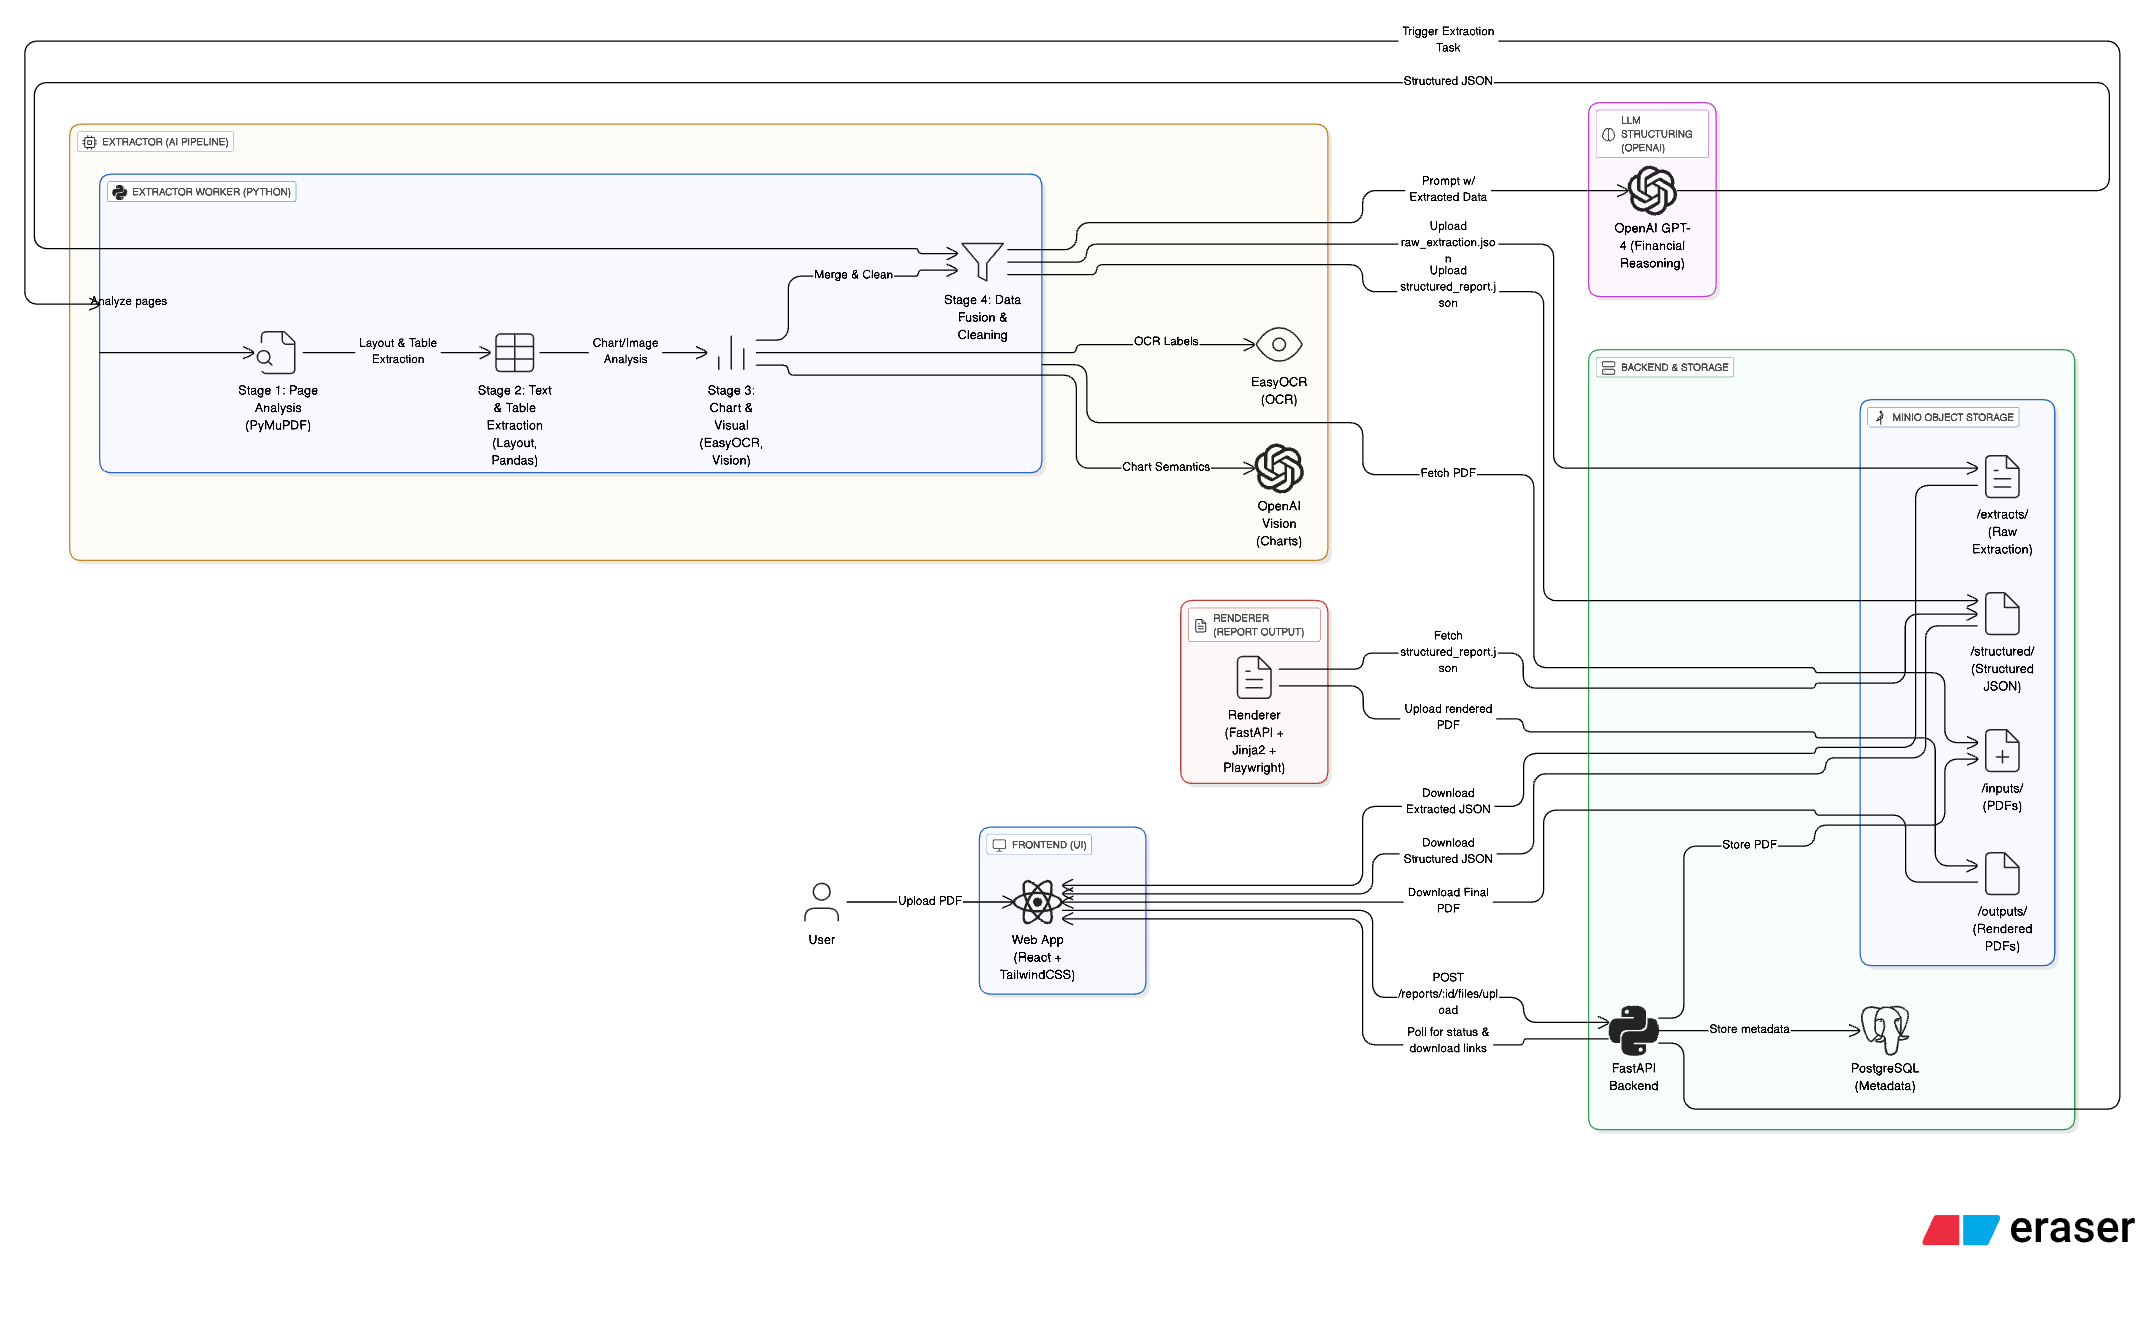 Trigger Extraction
Task
Structured JSON
EXTRACTOR (AI PIPELINE)
EXTRACTOR WORKER (PYTHON)
LLM
STRUCTURING
(OPENAI)
Prompt w/
Extracted Data
OpenAI GPT-
4 (Financial
Reasoning)
Upload
raw_extraction.jso
n
Upload
structured_report.j
son
Merge & Clean
Stage 4: Data
Fusion &
Cleaning
Analyze pages
Stage 1: Page
Analysis
(PyMuPDF)
Layout & Table
Extraction
Stage 2: Text
& Table
Extraction
(Layout,
Pandas)
Chart/Image
Analysis
Stage 3:
Chart &
Visual
(EasyOCR,
Vision)
OCR Labels
EasyOCR
(OCR)
Chart Semantics
OpenAI
Vision
(Charts)
Fetch PDF
BACKEND & STORAGE
MINIO OBJECT STORAGE
/extracts/
(Raw
Extraction)
/structured/
(Structured
JSON)
/inputs/
(PDFs)
/outputs/
(Rendered
PDFs)
RENDERER
(REPORT OUTPUT)
Renderer
(FastAPI +
Jinja2 +
Playwright)
Fetch
structured_report.j
son
Upload rendered
PDF
Download
Extracted JSON
Download
Structured JSON
Download Final
PDF
Store PDF
FRONTEND (UI)
User
Upload PDF
Web App
(React +
TailwindCSS)
POST
/reports/:id/files/upl
oad
Poll for status &
download links
FastAPI
Backend
Store metadata
PostgreSQL
(Metadata)
eraser